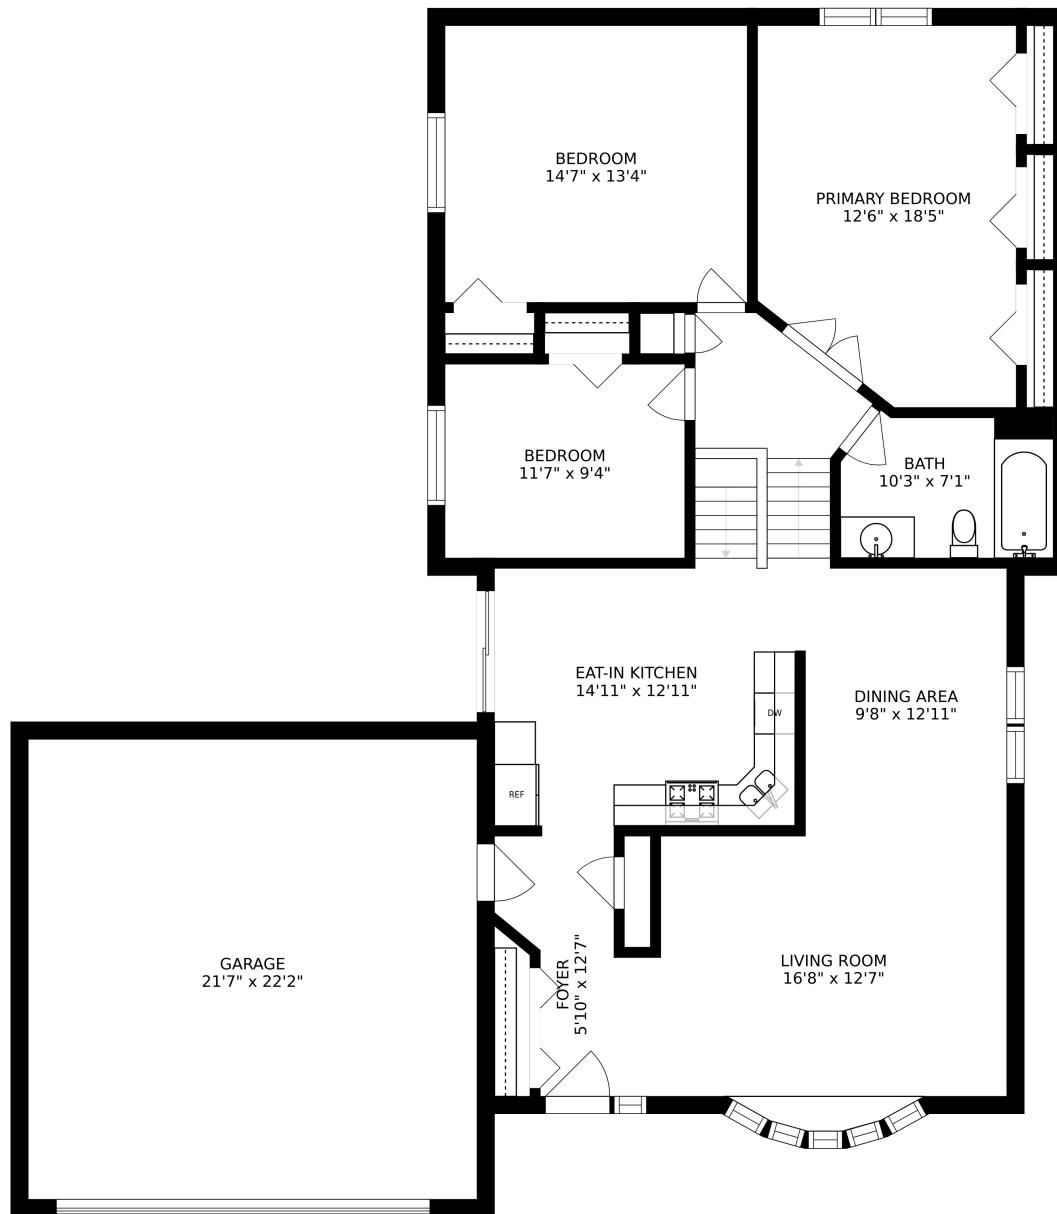 BEDROOM
14'7" x 13'4"
PRIMARY BEDROOM
12'6" x 18'5"
BEDROOM
11'7" x 9'4"
BATH
10'3" x 7'1"
EAT-IN KITCHEN
14'11" x 12'11"
DINING AREA
9'8" x 12'11"
DW
REF
GARAGE
21'7" x 22'2"
FOYER
5'10" x 12'7"
LIVING ROOM
16'8" x 12'7"